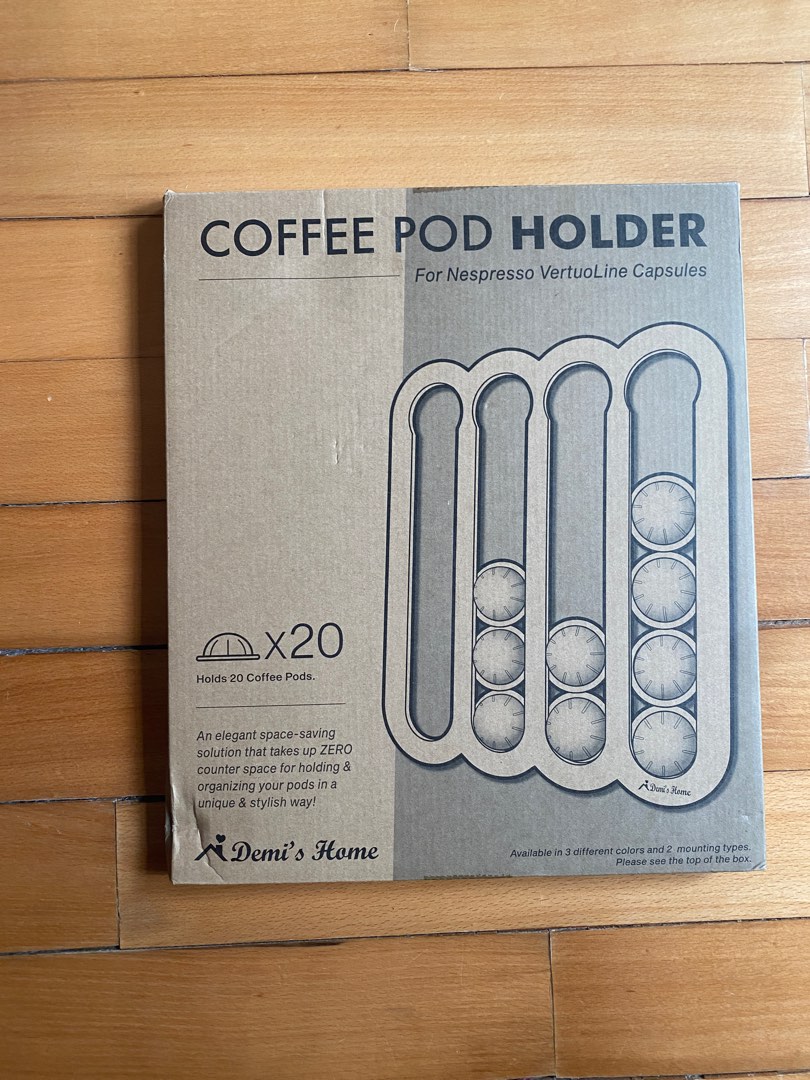 COFFEE POD HOLDER
For Nespresso VertuoLine Capsules
x20
Holds 20 Coffee Pods.
An elegant space-saving
solution that takes up ZERO
counter space for holding &
organizing your pods in a
unique & stylish way!
Demi's Home
Demi's Home
Available in 3 different colors and 2 mounting types.
Please see the top of the box.